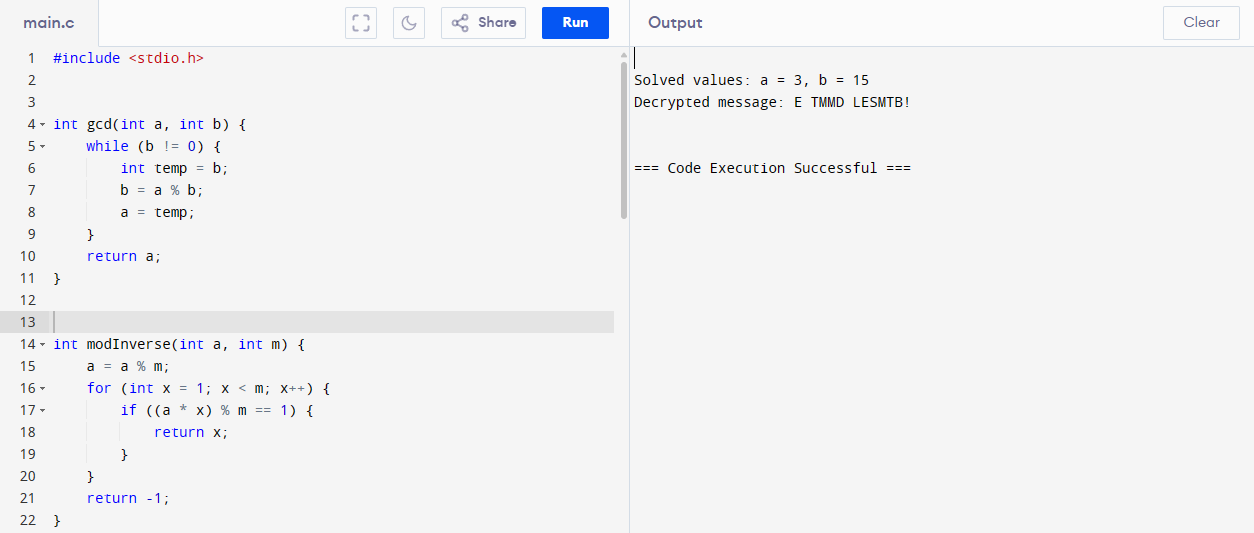 main.c
Share
Run
Output
Clear
1 #include <stdio.h>
2
3
4 int gcd(int a, int b) {
5     while (b != 0) {
6         int temp = b;
7         b = a % b;
8         a = temp;
9     }
10     return a;
11 }
12
13
14 int modInverse(int a, int m) {
15     a = a % m;
16     for (int x = 1; x < m; x++) {
17         if ((a * x) % m == 1) {
18             return x;
19         }
20     }
21     return -1;
22 }
Solved values: a = 3, b = 15
Decrypted message: E TMMD LESMTB!
=== Code Execution Successful ===